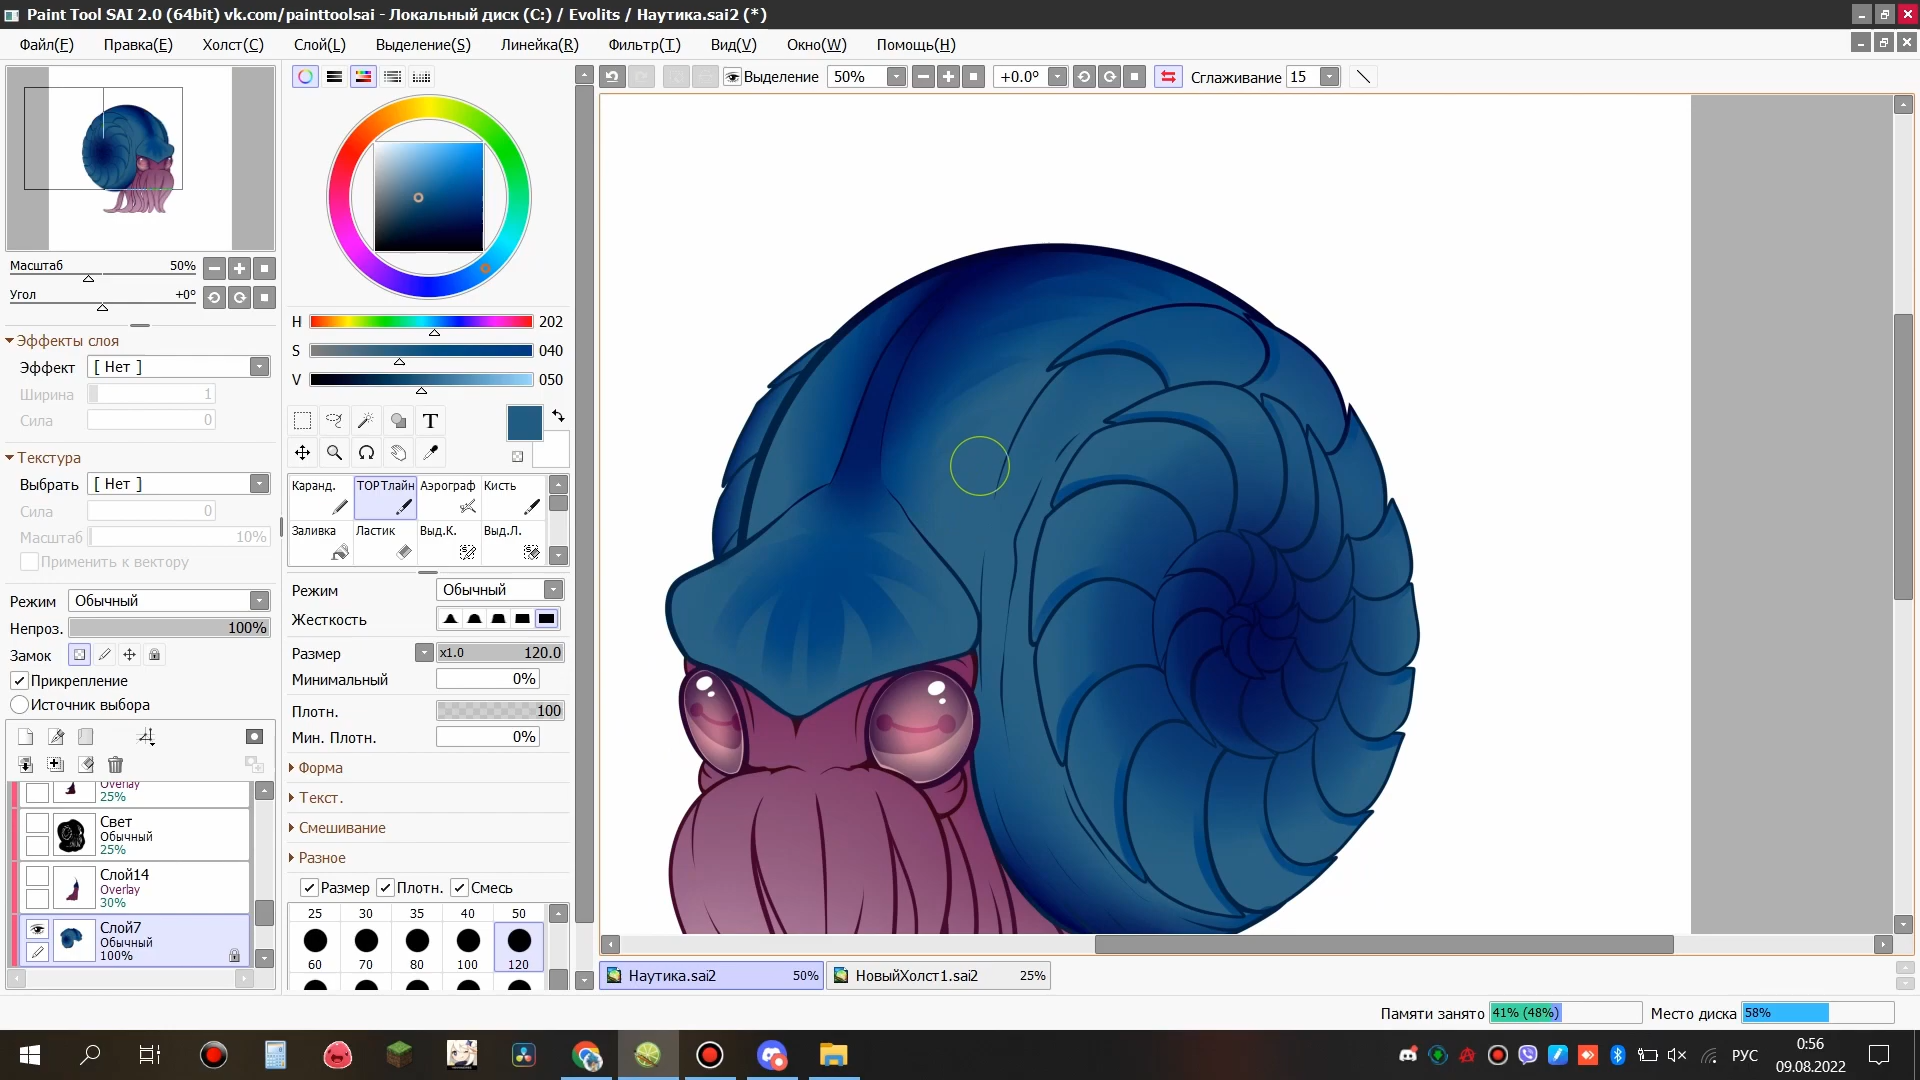 Paint Tool SAI 2.0 (64bit) vk.com/painttoolsai - Локальный диск (C:) / Evolits / Наутика.sai2 (*)
Файл(F) Правка(E) Холст(C) Слой(L) Выделение(S) Линейка(R) Фильтр(T) Вид(V) Окно(W) Помощь(H)
Выделение 50% +0.0° Сглаживание 15
Масштаб 50%
Угол +0°
Эффекты слоя
Эффект [ Нет ]
Ширина 1
Сила 0
Текстура
Выбрать [ Нет ]
Сила 0
Масштаб 10%
Применить к вектору
Режим Обычный
Непроз. 100%
Замок
Прикрепление
Источник выбора
Overlay
25%
Свет
Обычный
25%
Слой14
Overlay
30%
Слой7
Обычный
100%
H 202
S 040
V 050
T
Каранд. ТОРТлайн Аэрограф Кисть
Заливка Ластик Выд.К. Выд.Л.
Режим Обычный
Жесткость
Размер x1.0 120.0
Минимальный 0%
Плотн. 100
Мин. Плотн. 0%
Форма
Текст.
Смешивание
Разное
Размер Плотн. Смесь
25 30 35 40 50
60 70 80 100 120
Наутика.sai2 50% НовыйХолст1.sai2 25%
Памяти занято 41% (48%) Место диска 58%
РУС
0:56
09.08.2022